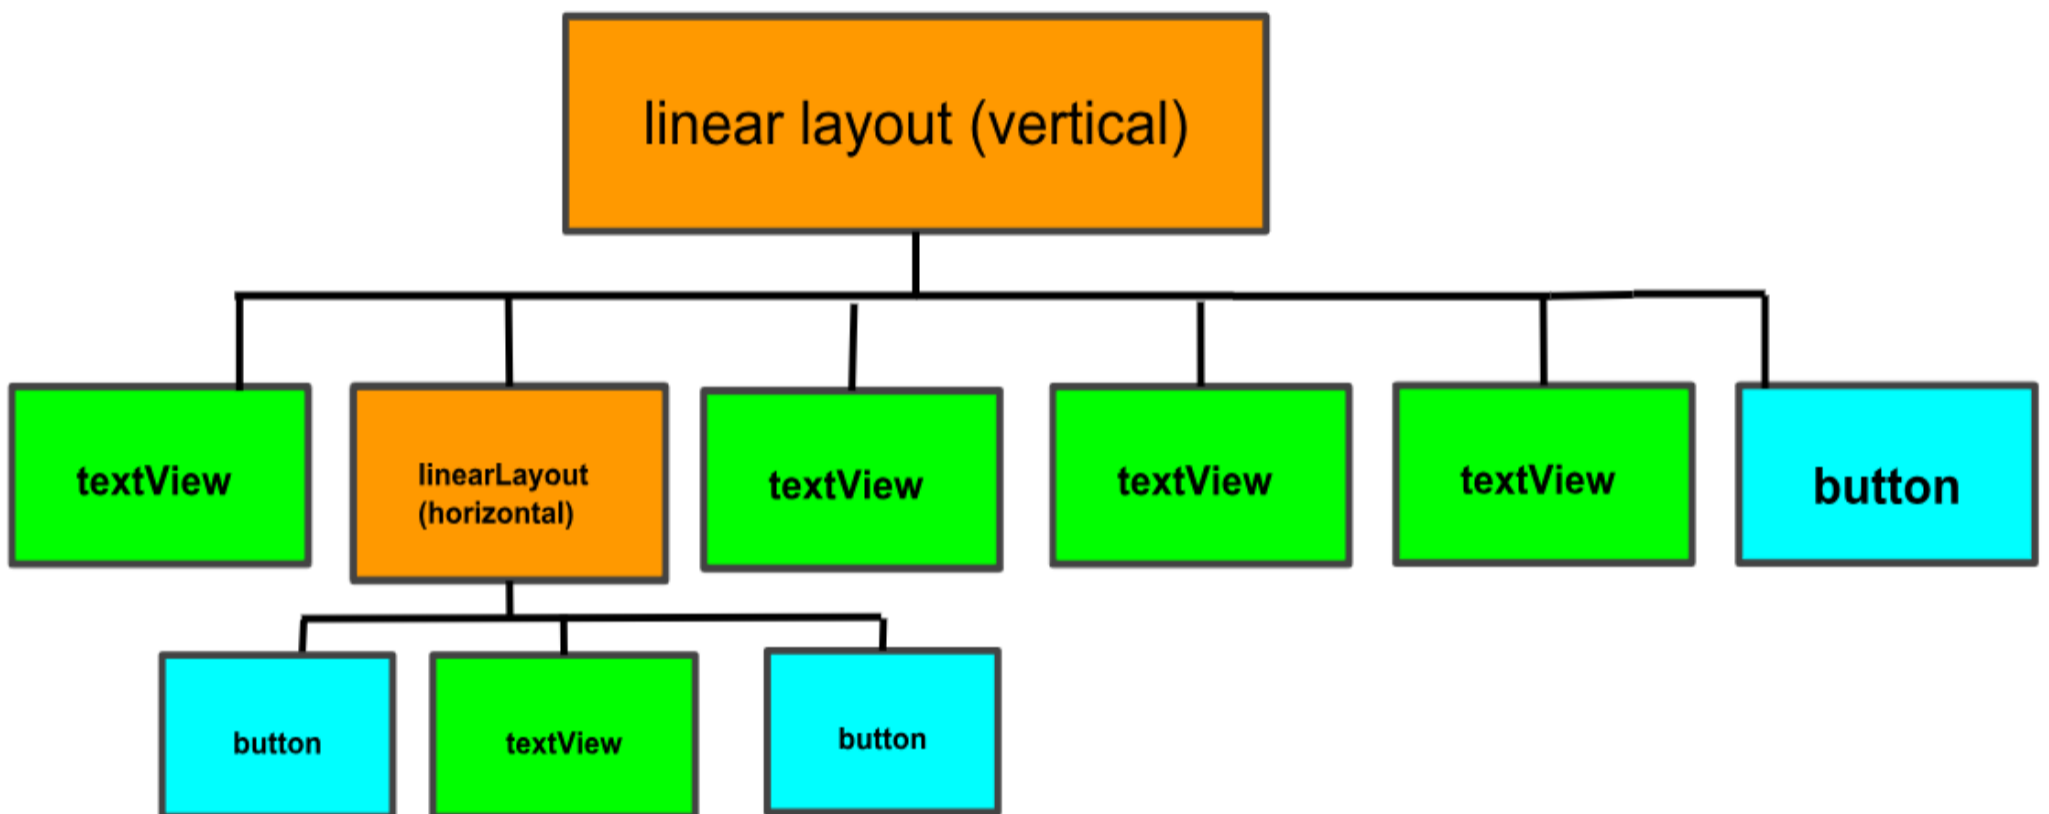 linear layout (vertical)
textView
linearLayout
(horizontal)
textView
textView
textView
button
button
textView
button